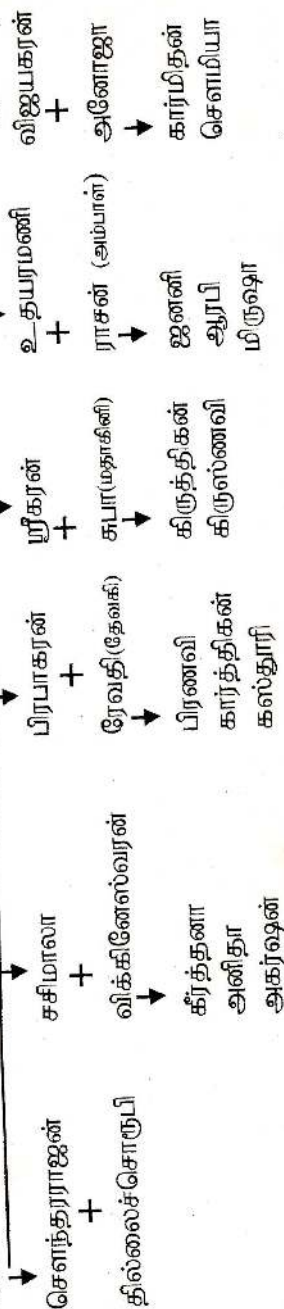 சௌந்தரராஜன்
+
தில்லைச்சொரூபி
சசிமாலா
+
விக்கினேஸ்வரன்
கீர்த்தனா
அனிதா
அகர்ஷன்
பிரபாகரன்
+
ரேவதி(தேவகி)
பிரணவி
கார்த்திகன்
கஸ்தூரி
ஸ்ரீகரன்
+
சுபா(மதாகினி)
கிருத்திகன்
கிருஸ்ணவி
உதயரமணி
+
ராசன் (அம்பாள்)
ஜனனி
ஆரபி
மிருஷா
விஜயகரன்
+
அனோஜா
கார்மிதன்
சௌமியா